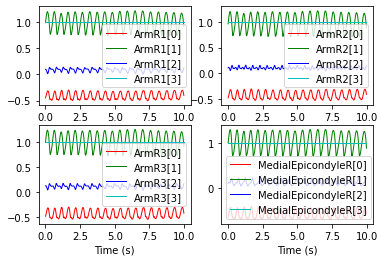 1.0
0.5
0.0
−0.5
ArmR1[0]
ArmR1[1]
ArmR1[2]
ArmR1[3]
0.0 2.5 5.0 7.5 10.0
1.0
0.5
0.0
−0.5
ArmR2[0]
ArmR2[1]
ArmR2[2]
ArmR2[3]
0.0 2.5 5.0 7.5 10.0
1.0
0.5
0.0
−0.5
ArmR3[0]
ArmR3[1]
ArmR3[2]
ArmR3[3]
0.0 2.5 5.0 7.5 10.0
Time (s)
1
0
MedialEpicondyleR[0]
MedialEpicondyleR[1]
MedialEpicondyleR[2]
MedialEpicondyleR[3]
0.0 2.5 5.0 7.5 10.0
Time (s)